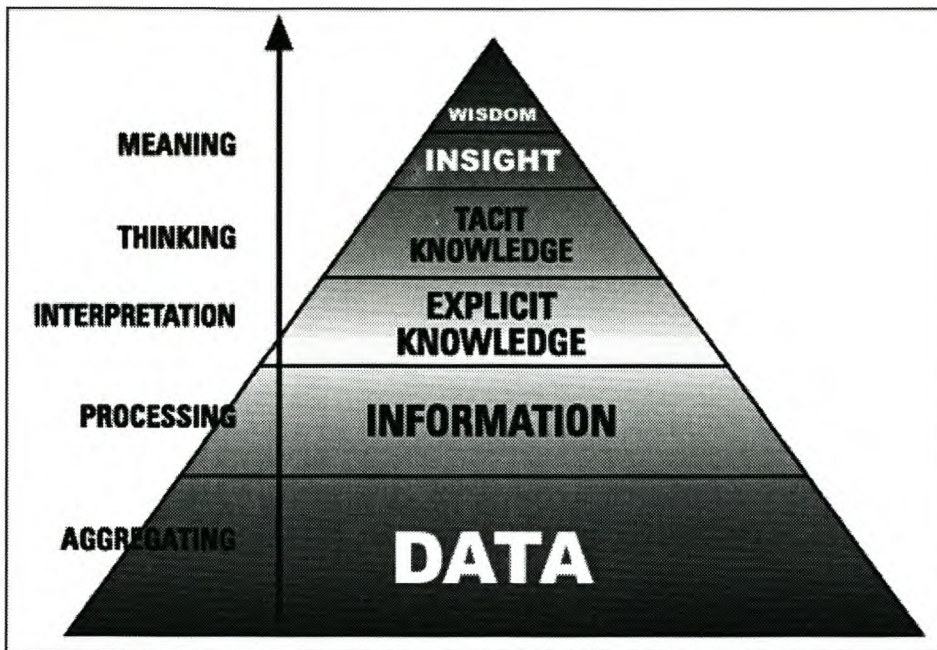 WISDOM
MEANING
INSIGHT
THINKING
TACIT
KNOWLEDGE
INTERPRETATION
EXPLICIT
KNOWLEDGE
PROCESSING
INFORMATION
AGGREGATING
DATA